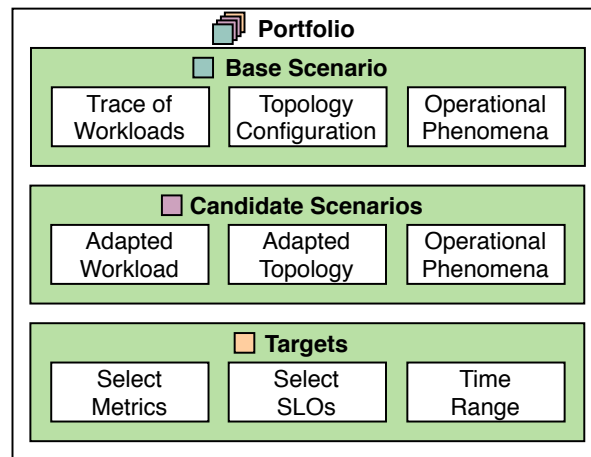 Portfolio
Base Scenario
Trace of Workloads
Topology Configuration
Operational Phenomena
Candidate Scenarios
Adapted Workload
Adapted Topology
Operational Phenomena
Targets
Select Metrics
Select SLOs
Time Range